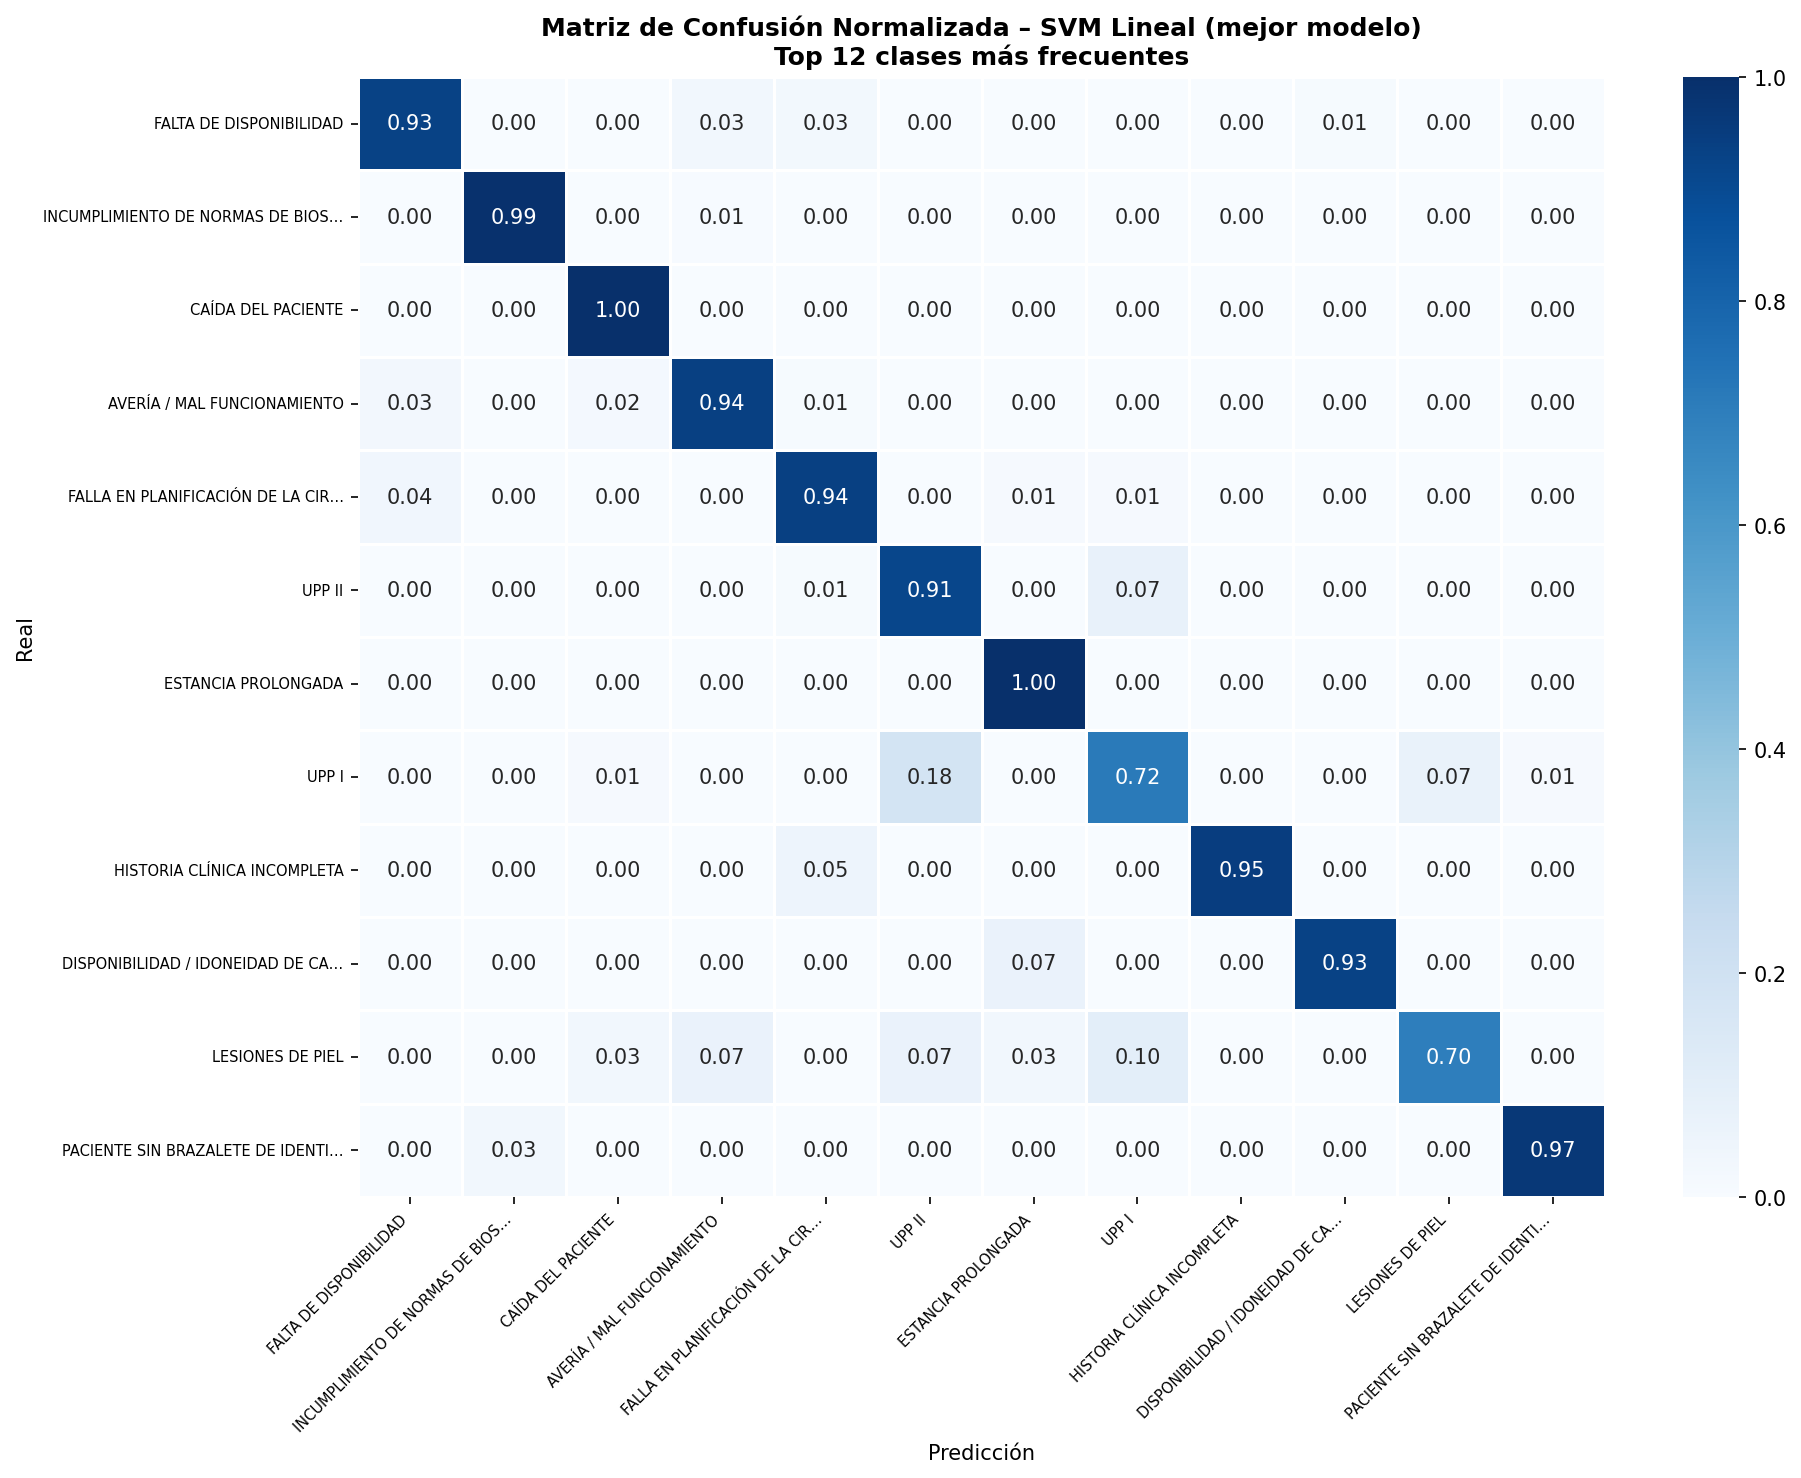 Matriz de Confusión Normalizada – SVM Lineal (mejor modelo)
Top 12 clases más frecuentes
FALTA DE DISPONIBILIDAD 0.93 0.00 0.00 0.03 0.03 0.00 0.00 0.00 0.00 0.01 0.00 0.00
INCUMPLIMIENTO DE NORMAS DE BIOS... 0.00 0.99 0.00 0.01 0.00 0.00 0.00 0.00 0.00 0.00 0.00 0.00
CAÍDA DEL PACIENTE 0.00 0.00 1.00 0.00 0.00 0.00 0.00 0.00 0.00 0.00 0.00 0.00
AVERÍA / MAL FUNCIONAMIENTO 0.03 0.00 0.02 0.94 0.01 0.00 0.00 0.00 0.00 0.00 0.00 0.00
FALLA EN PLANIFICACIÓN DE LA CIR... 0.04 0.00 0.00 0.00 0.94 0.00 0.01 0.01 0.00 0.00 0.00 0.00
UPP II 0.00 0.00 0.00 0.00 0.01 0.91 0.00 0.07 0.00 0.00 0.00 0.00
ESTANCIA PROLONGADA 0.00 0.00 0.00 0.00 0.00 0.00 1.00 0.00 0.00 0.00 0.00 0.00
UPP I 0.00 0.00 0.01 0.00 0.00 0.18 0.00 0.72 0.00 0.00 0.07 0.01
HISTORIA CLÍNICA INCOMPLETA 0.00 0.00 0.00 0.00 0.05 0.00 0.00 0.00 0.95 0.00 0.00 0.00
DISPONIBILIDAD / IDONEIDAD DE CA... 0.00 0.00 0.00 0.00 0.00 0.00 0.07 0.00 0.00 0.93 0.00 0.00
LESIONES DE PIEL 0.00 0.00 0.03 0.07 0.00 0.07 0.03 0.10 0.00 0.00 0.70 0.00
PACIENTE SIN BRAZALETE DE IDENTI... 0.00 0.03 0.00 0.00 0.00 0.00 0.00 0.00 0.00 0.00 0.00 0.97
Real
FALTA DE DISPONIBILIDAD
INCUMPLIMIENTO DE NORMAS DE BIOS...
CAÍDA DEL PACIENTE
AVERÍA / MAL FUNCIONAMIENTO
FALLA EN PLANIFICACIÓN DE LA CIR...
UPP II
ESTANCIA PROLONGADA
UPP I
HISTORIA CLÍNICA INCOMPLETA
DISPONIBILIDAD / IDONEIDAD DE CA...
LESIONES DE PIEL
PACIENTE SIN BRAZALETE DE IDENTI...
Predicción
1.0
0.8
0.6
0.4
0.2
0.0